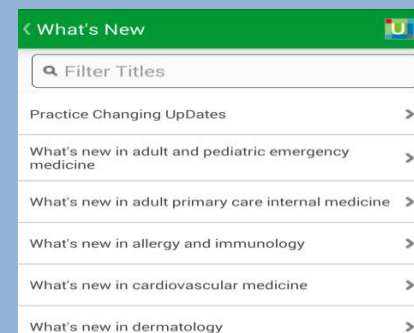 What's New
U
Filter Titles
Practice Changing UpDates
What's new in adult and pediatric emergency
medicine
What's new in adult primary care internal medicine
What's new in allergy and immunology
What's new in cardiovascular medicine
What's new in dermatology